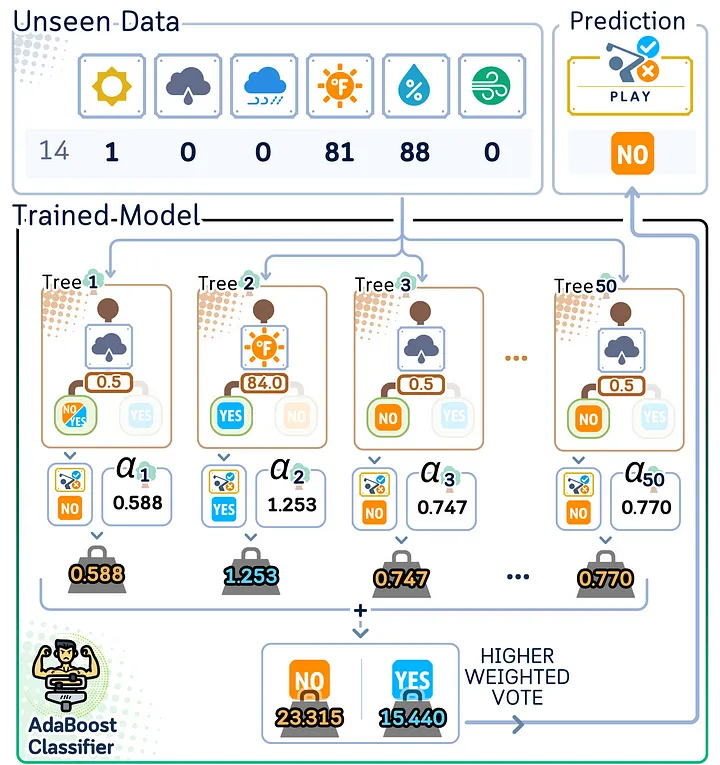 Unseen Data
Prediction
°F
%
PLAY
14 1 0 0 81 88 0
NO
Trained Model
Tree 1
Tree 2
Tree 3
Tree 50
°F
0.5
84.0
0.5
...
0.5
NO YES
YES
YES
NO
NO
YES
NO
YES
α1
α2
α3
α50
NO
0.588
YES
1.253
NO
0.747
NO
0.770
0.588
1.253
0.747
...
0.770
+
NO
YES
23.315
15.440
HIGHER
WEIGHTED
VOTE
AdaBoost
Classifier